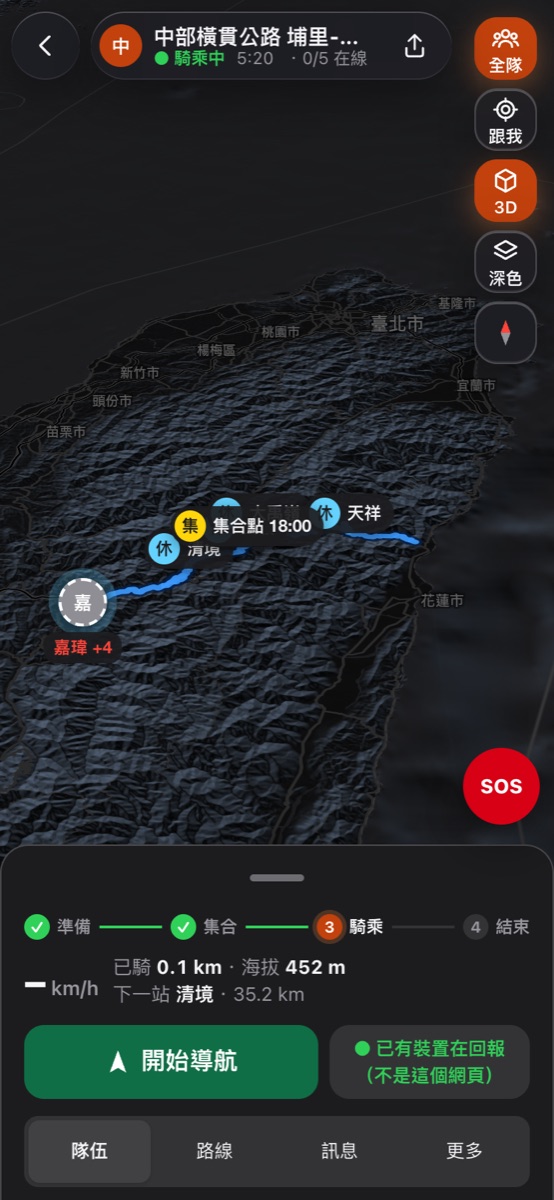 中
中部橫貫公路 埔里-...
騎乘中 5:20 · 0/5 在線
全隊
跟我
3D
深色
基隆市
臺北市
桃園市
楊梅區
新竹市
宜蘭市
頭份市
苗栗市
休 天祥
集 集合點 18:00
休 清境
嘉
花蓮市
嘉瑋 +4
SOS
準備
集合
3 騎乘
4 結束
已騎 0.1 km · 海拔 452 m
km/h
下一站 清境 · 35.2 km
開始導航
已有裝置在回報
(不是這個網頁)
隊伍
路線
訊息
更多